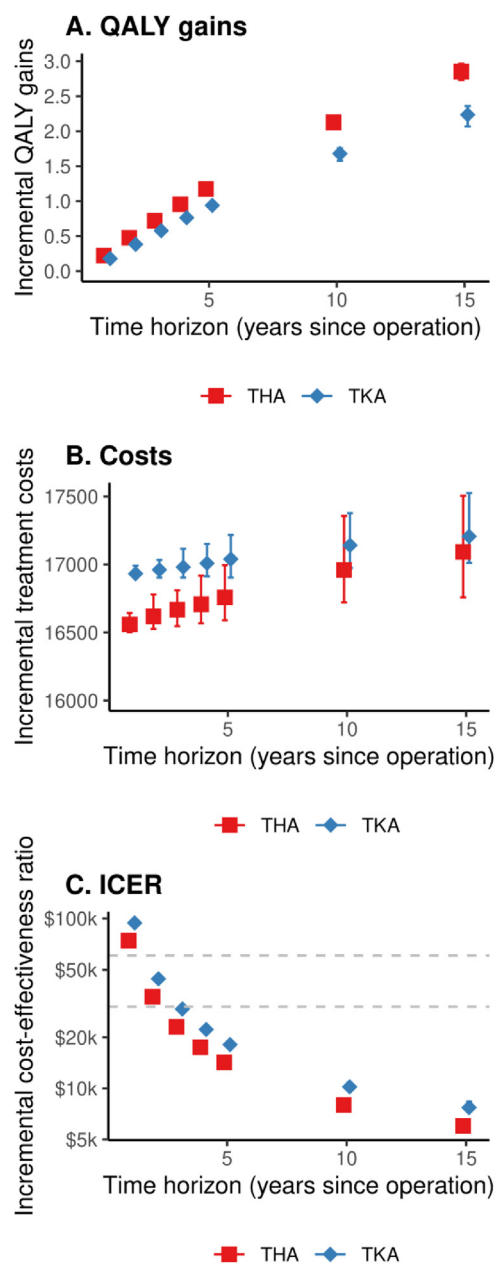 A. QALY gains
Incremental QALY gains
3.0
2.5
2.0
1.5
1.0
0.5
0.0
5 10 15
Time horizon (years since operation)
THA TKA
B. Costs
Incremental treatment costs
17500
17000
16500
16000
5 10 15
Time horizon (years since operation)
THA TKA
C. ICER
Incremental cost-effectiveness ratio
$100k
$50k
$20k
$10k
$5k
5 10 15
Time horizon (years since operation)
THA TKA